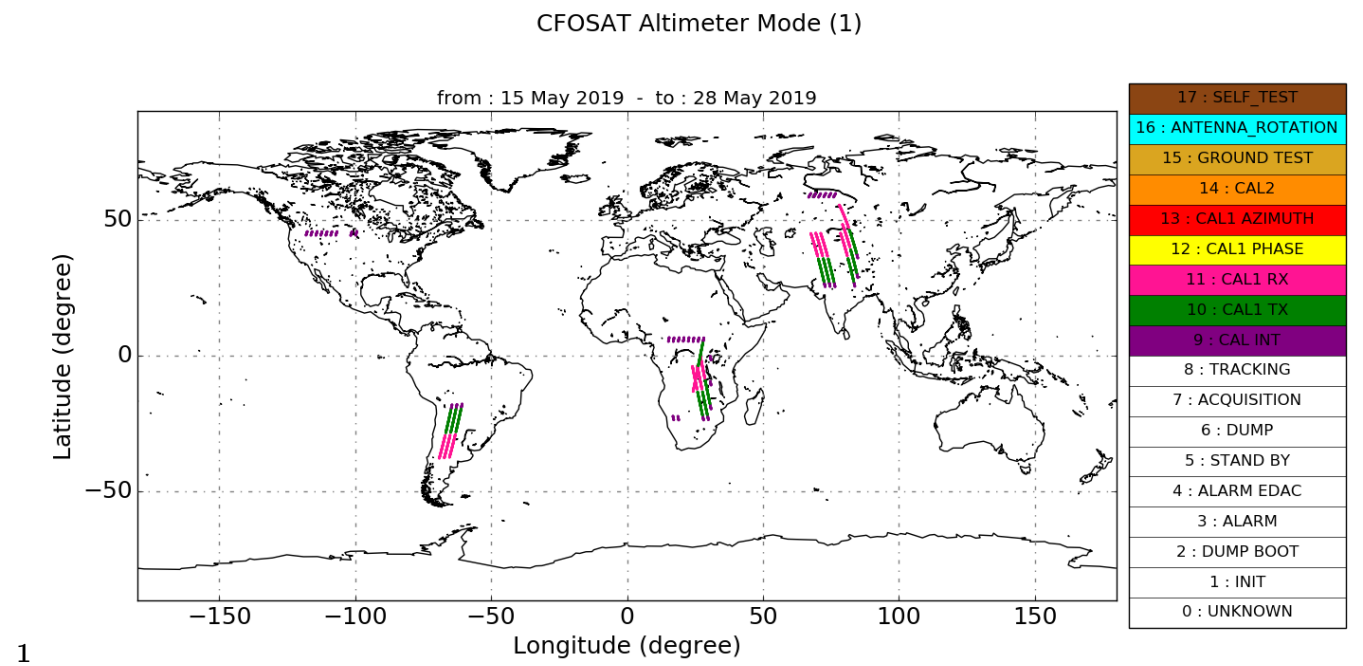 CFOSAT Altimeter Mode (1)
from : 15 May 2019 - to : 28 May 2019
17 : SELF_TEST
16 : ANTENNA_ROTATION
15 : GROUND TEST
14 : CAL2
13 : CAL1 AZIMUTH
12 : CAL1 PHASE
11 : CAL1 RX
10 : CAL1 TX
9 : CAL INT
8 : TRACKING
7 : ACQUISITION
6 : DUMP
5 : STAND BY
4 : ALARM EDAC
3 : ALARM
2 : DUMP BOOT
1 : INIT
0 : UNKNOWN
Latitude (degree)
50
0
−50
−150 −100 −50 0 50 100 150
Longitude (degree)
1